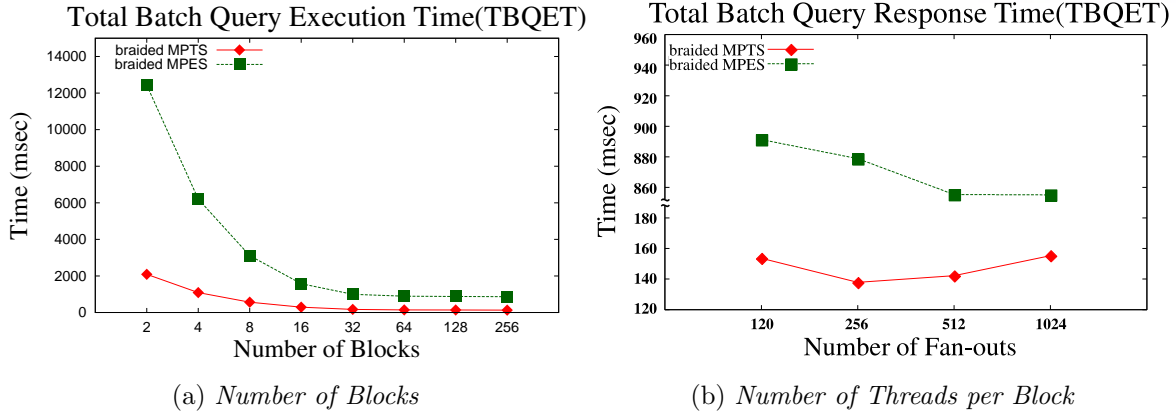 Total Batch Query Execution Time(TBQET)
braided MPTS
braided MPES
14000
12000
10000
8000
6000
4000
2000
0
Time (msec)
2 4 8 16 32 64 128 256
Number of Blocks
(a) Number of Blocks
Total Batch Query Response Time(TBQET)
braided MPTS
braided MPES
960
940
920
900
880
860
180
160
140
120
Time (msec)
120 256 512 1024
Number of Fan-outs
(b) Number of Threads per Block